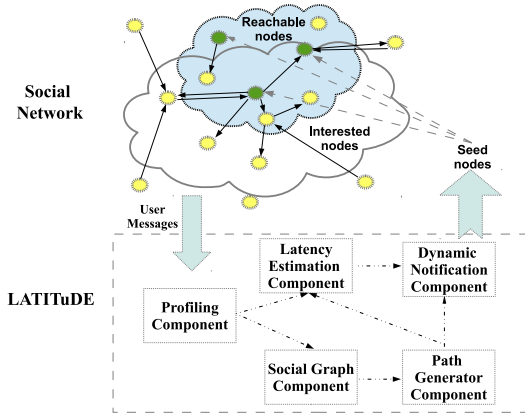 Reachable
nodes
Social
Network
Interested
nodes
Seed
nodes
User
Messages
LATITuDE
Latency
Estimation
Component
Dynamic
Notification
Component
Profiling
Component
Social Graph
Component
Path
Generator
Component